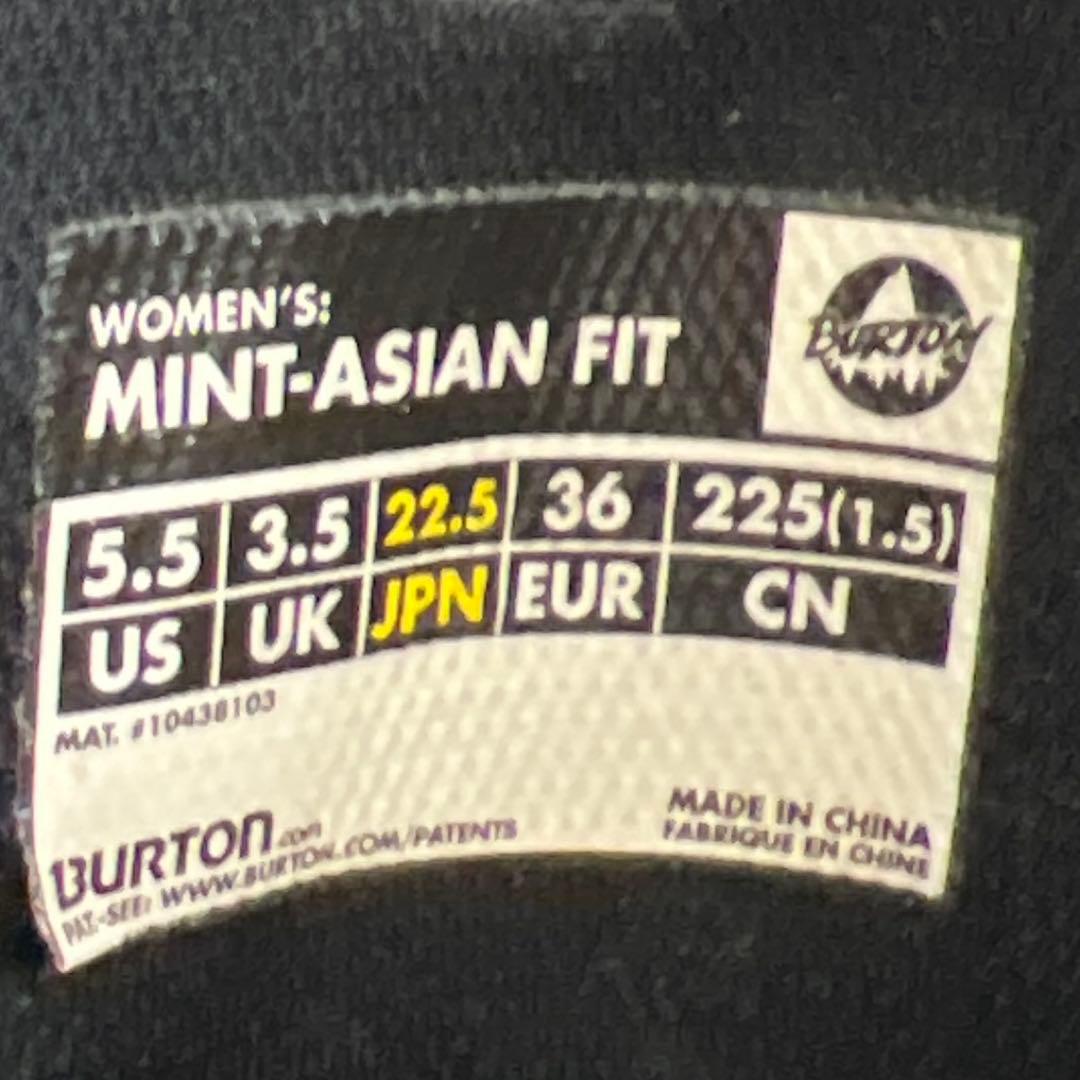 WOMEN'S:
MINT-ASIAN FIT
BURTON
5.5 3.5 22.5 36 225(1.5)
US UK JPN EUR CN
MAT. #10438103
BURTON.com
PAT.-SEE: WWW.BURTON.COM/PATENTS
MADE IN CHINA
FABRIQUE EN CHINE